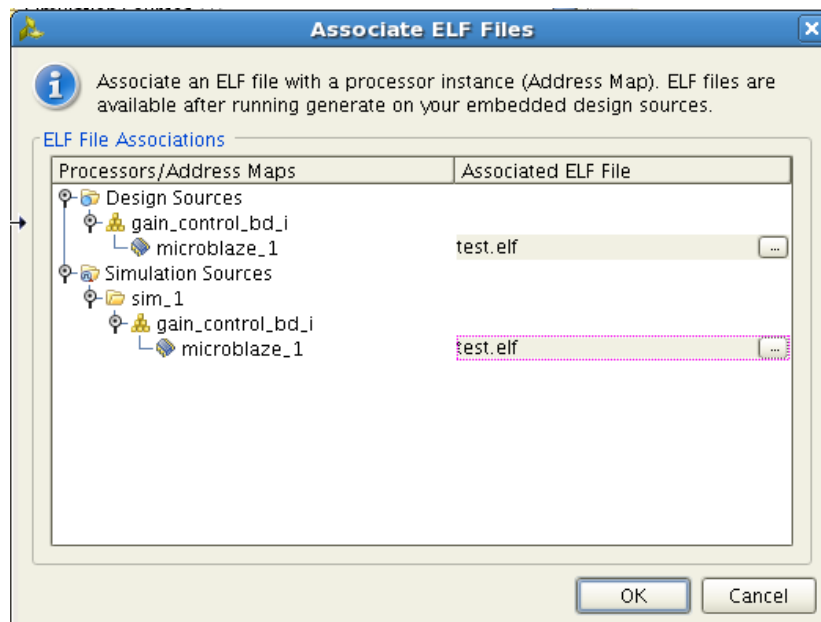 Associate ELF Files
Associate an ELF file with a processor instance (Address Map). ELF files are
available after running generate on your embedded design sources.
ELF File Associations
Processors/Address Maps Associated ELF File
Design Sources
gain_control_bd_i
microblaze_1 test.elf ...
Simulation Sources
sim_1
gain_control_bd_i
microblaze_1 test.elf ...
OK Cancel